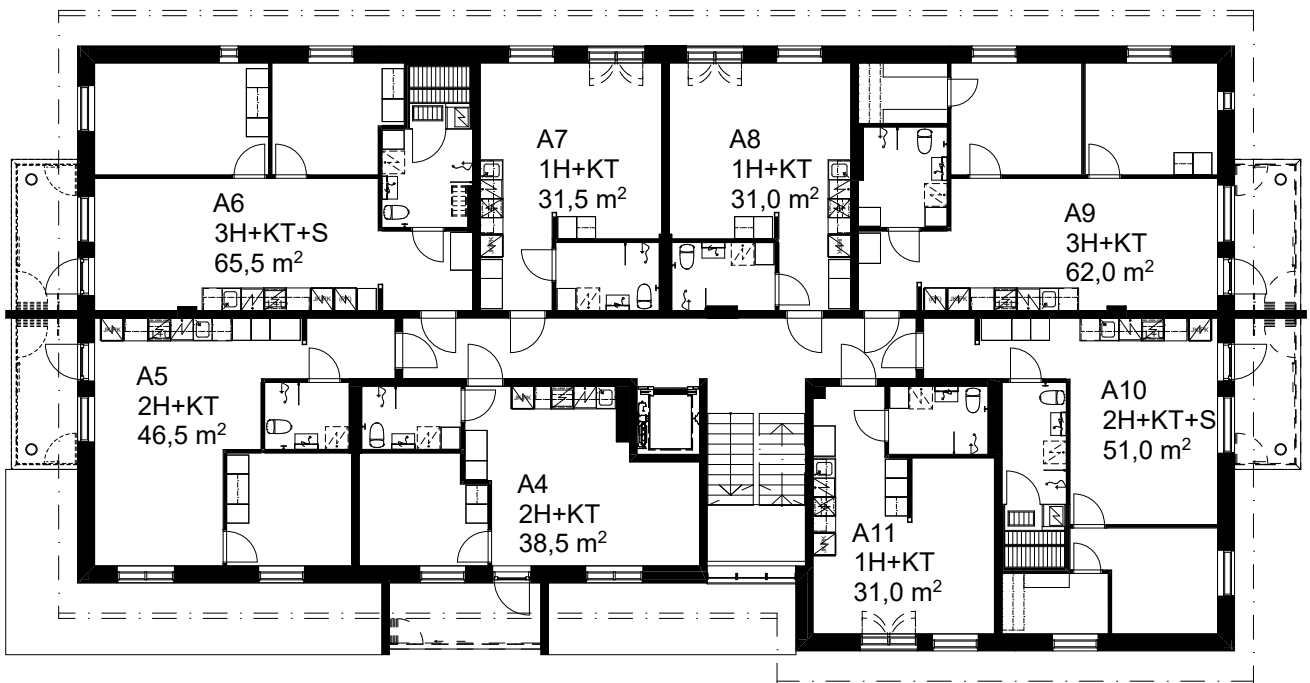 A7
1H+KT
31,5 m²
A8
1H+KT
31,0 m²
A6
3H+KT+S
65,5 m²
A9
3H+KT
62,0 m²
A5
2H+KT
46,5 m²
A10
2H+KT+S
51,0 m²
A4
2H+KT
38,5 m²
A11
1H+KT
31,0 m²